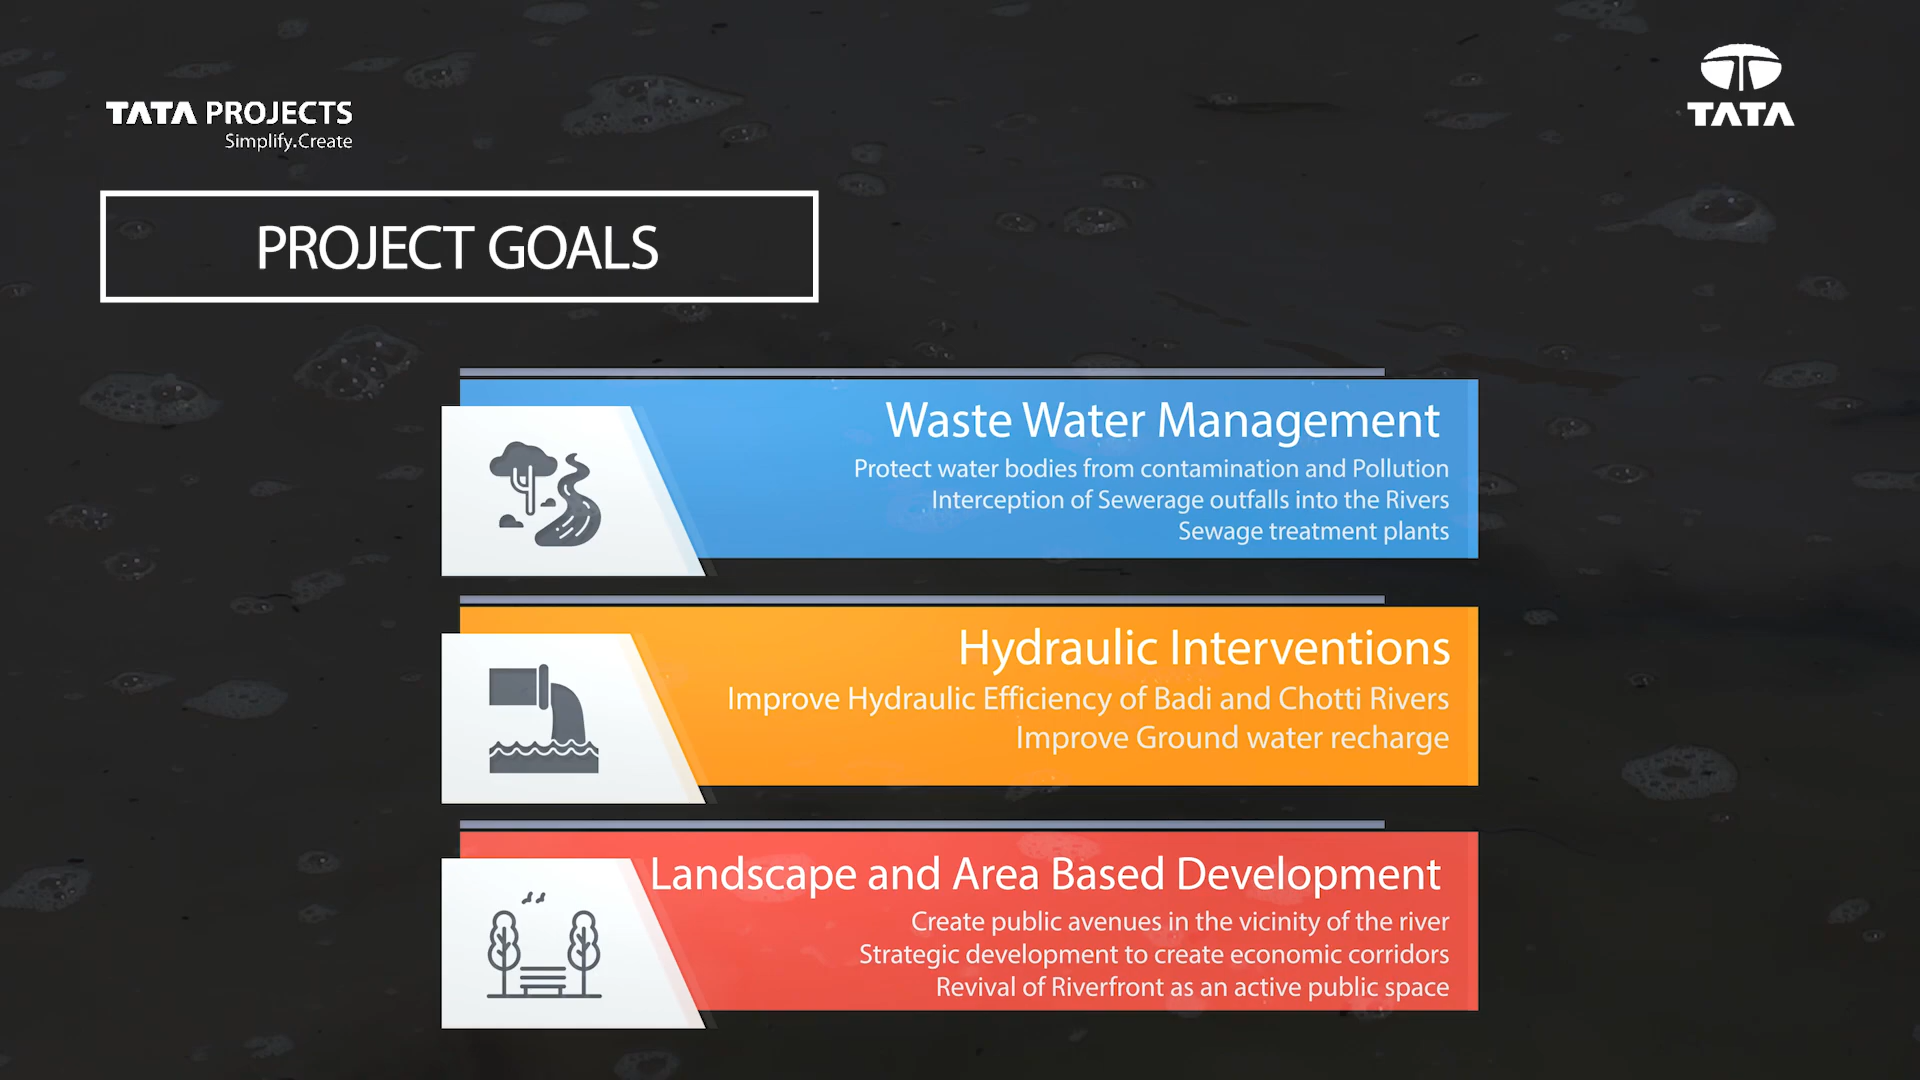 TATA PROJECTS
Simplify.Create
TATA
PROJECT GOALS
Waste Water Management
Protect water bodies from contamination and Pollution
Interception of Sewerage outfalls into the Rivers
Sewage treatment plants
Hydraulic Interventions
Improve Hydraulic Efficiency of Badi and Chotti Rivers
Improve Ground water recharge
Landscape and Area Based Development
Create public avenues in the vicinity of the river
Strategic development to create economic corridors
Revival of Riverfront as an active public space